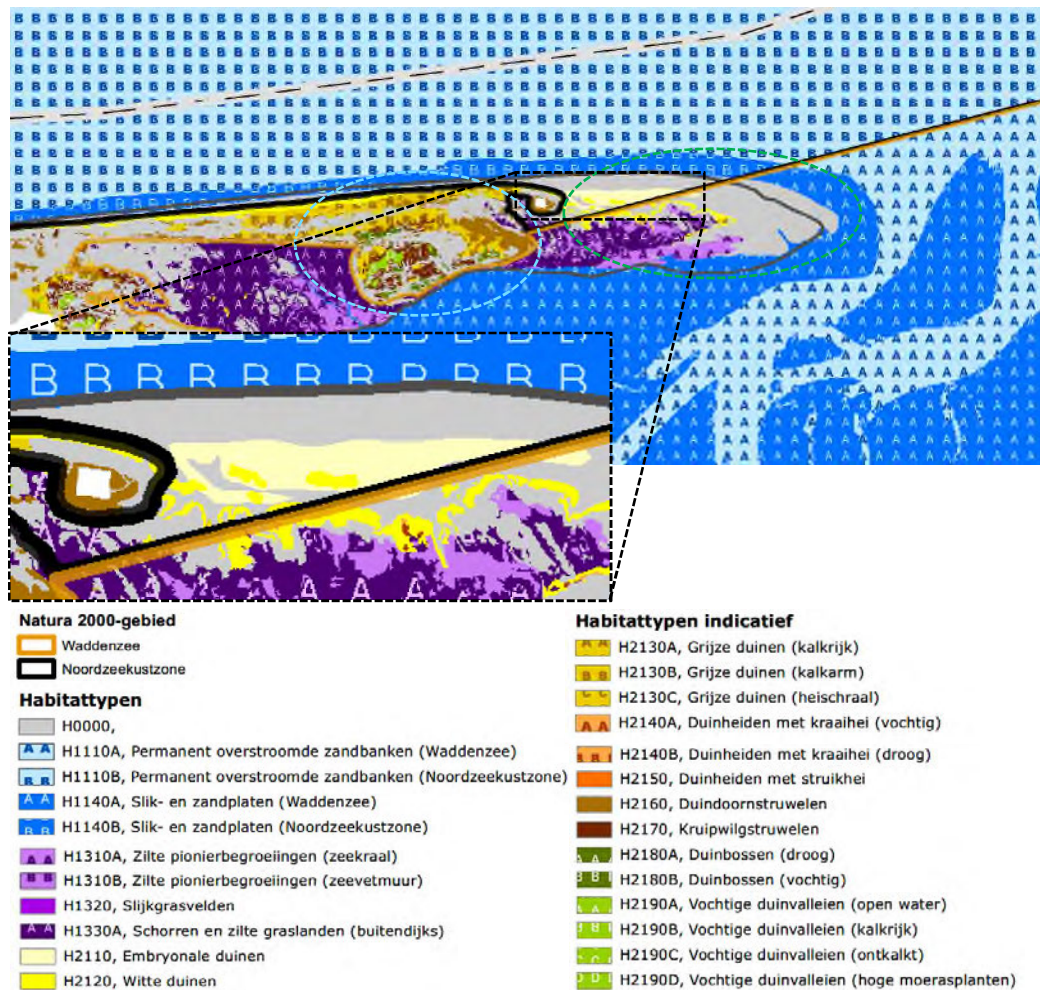 Natura 2000-gebied
Waddenzee
Noordzeekustzone
Habitattypen
H0000,
H1110A, Permanent overstroomde zandbanken (Waddenzee)
H1110B, Permanent overstroomde zandbanken (Noordzeekustzone)
H1140A, Slik- en zandplaten (Waddenzee)
H1140B, Slik- en zandplaten (Noordzeekustzone)
H1310A, Zilte pionierbegroeiingen (zeekraal)
H1310B, Zilte pionierbegroeiingen (zeevetmuur)
H1320, Slijkgrasvelden
H1330A, Schorren en zilte graslanden (buitendijks)
H2110, Embryonale duinen
H2120, Witte duinen
Habitattypen indicatief
H2130A, Grijze duinen (kalkrijk)
H2130B, Grijze duinen (kalkarm)
H2130C, Grijze duinen (heischraal)
H2140A, Duinheiden met kraaihei (vochtig)
H2140B, Duinheiden met kraaihei (droog)
H2150, Duinheiden met struikhei
H2160, Duindoornstruwelen
H2170, Kruipwilgstruwelen
H2180A, Duinbossen (droog)
H2180B, Duinbossen (vochtig)
H2190A, Vochtige duinvalleien (open water)
H2190B, Vochtige duinvalleien (kalkrijk)
H2190C, Vochtige duinvalleien (ontkalkt)
H2190D, Vochtige duinvalleien (hoge moerasplanten)